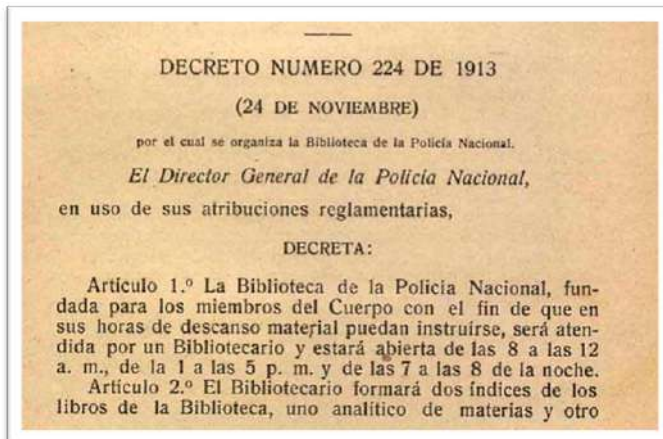 DECRETO NUMERO 224 DE 1913
(24 DE NOVIEMBRE)
por el cual se organiza la Biblioteca de la Policía Nacional.
El Director General de la Policía Nacional,
en uso de sus atribuciones reglamentarias,
DECRETA:
Artículo 1.º La Biblioteca de la Policía Nacional, fun-
dada para los miembros del Cuerpo con el fin de que en
sus horas de descanso material puedan instruírse, será aten-
dida por un Bibliotecario y estará abierta de las 8 a las 12
a. m., de la 1 a las 5 p. m. y de las 7 a las 8 de la noche.
Artículo 2.º El Bibliotecario formará dos índices de los
libros de la Biblioteca, uno analítico de materias y otro